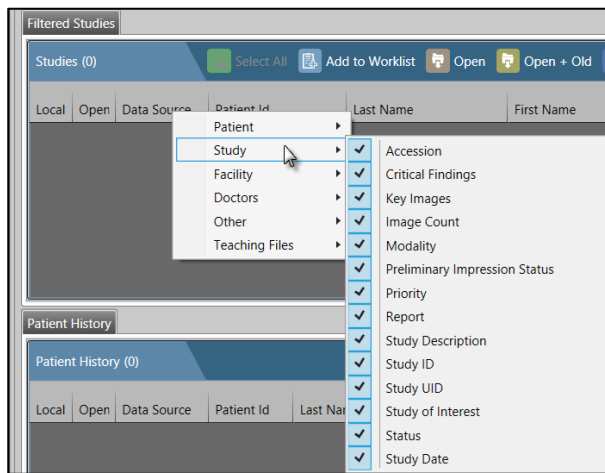 Filtered Studies
Studies (0) Select All Add to Worklist Open Open + Old
Local Open Data Source Patient Id Last Name First Name
Patient
Study
Facility
Doctors
Other
Teaching Files
Accession
Critical Findings
Key Images
Image Count
Modality
Preliminary Impression Status
Priority
Report
Study Description
Study ID
Study UID
Study of Interest
Status
Study Date
Patient History
Patient History (0)
Local Open Data Source Patient Id Last Nar